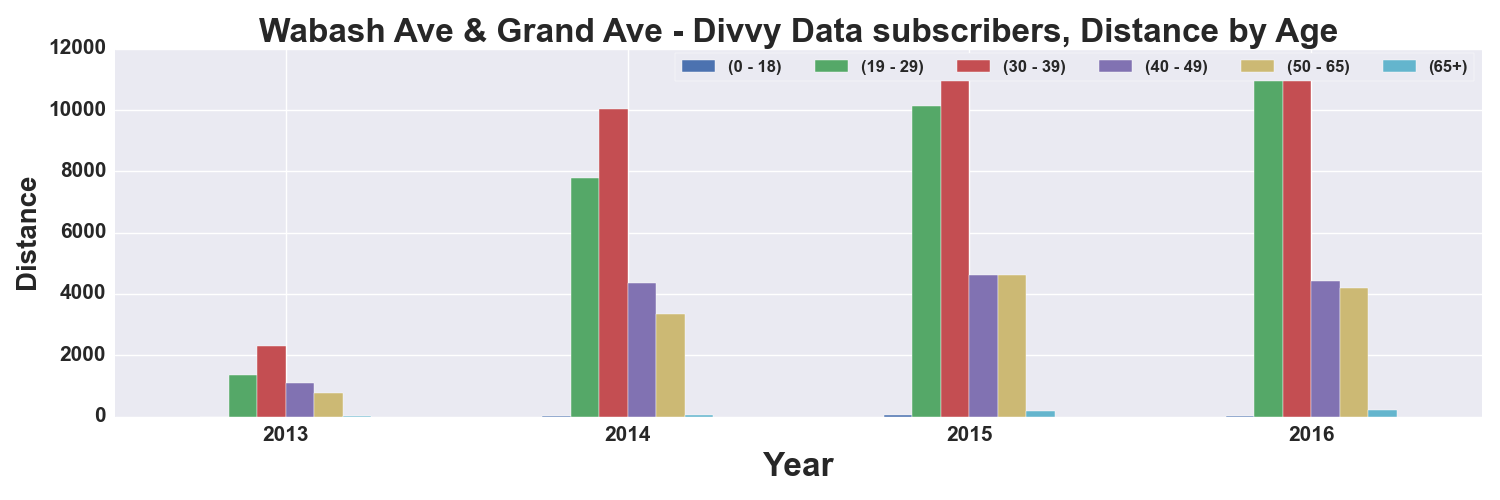 Wabash Ave & Grand Ave - Divvy Data subscribers, Distance by Age
12000
(0 - 18) (19 - 29) (30 - 39) (40 - 49) (50 - 65) (65+)
10000
8000
6000
4000
2000
0
Distance
2013 2014 2015 2016
Year